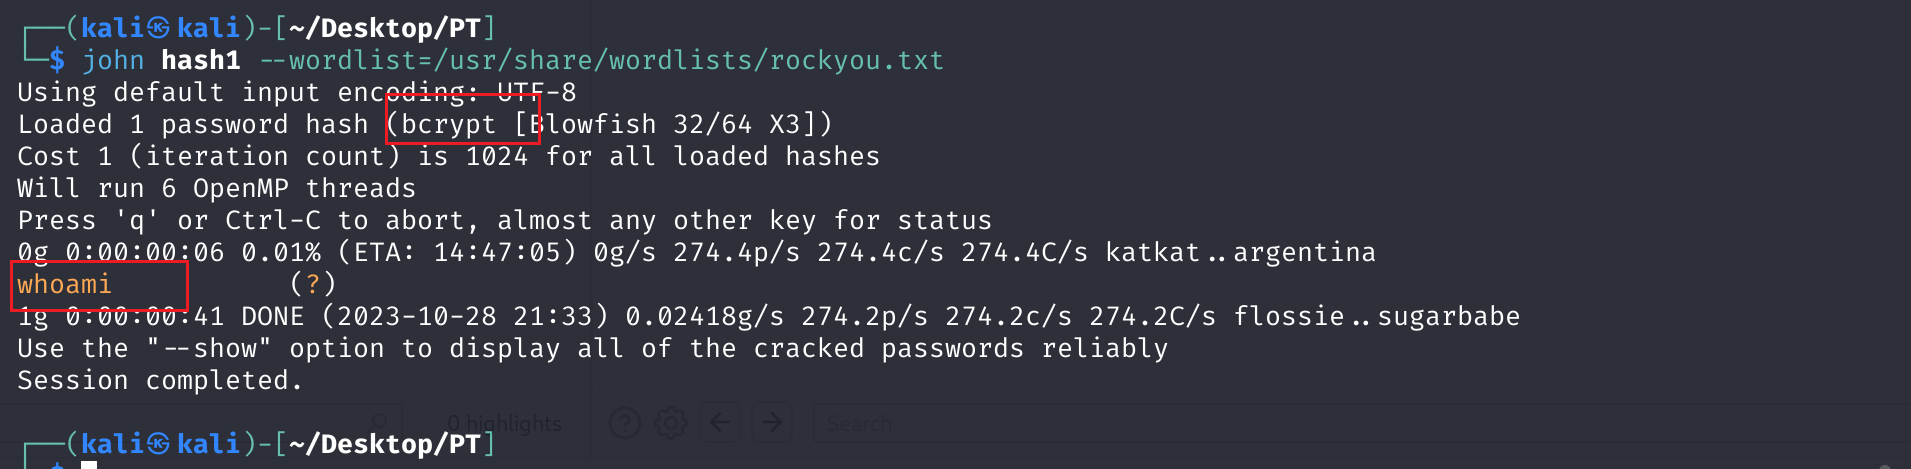 ┌──(kali㉿kali)-[~/Desktop/PT]
└─$ john hash1 --wordlist=/usr/share/wordlists/rockyou.txt
Using default input encoding: UTF-8
Loaded 1 password hash (bcrypt [Blowfish 32/64 X3])
Cost 1 (iteration count) is 1024 for all loaded hashes
Will run 6 OpenMP threads
Press 'q' or Ctrl-C to abort, almost any other key for status
0g 0:00:00:06 0.01% (ETA: 14:47:05) 0g/s 274.4p/s 274.4c/s 274.4C/s katkat..argentina
whoami (?)
1g 0:00:00:41 DONE (2023-10-28 21:33) 0.02418g/s 274.2p/s 274.2c/s 274.2C/s flossie..sugarbabe
Use the "--show" option to display all of the cracked passwords reliably
Session completed.
0 highlights Search
┌──(kali㉿kali)-[~/Desktop/PT]
└─$